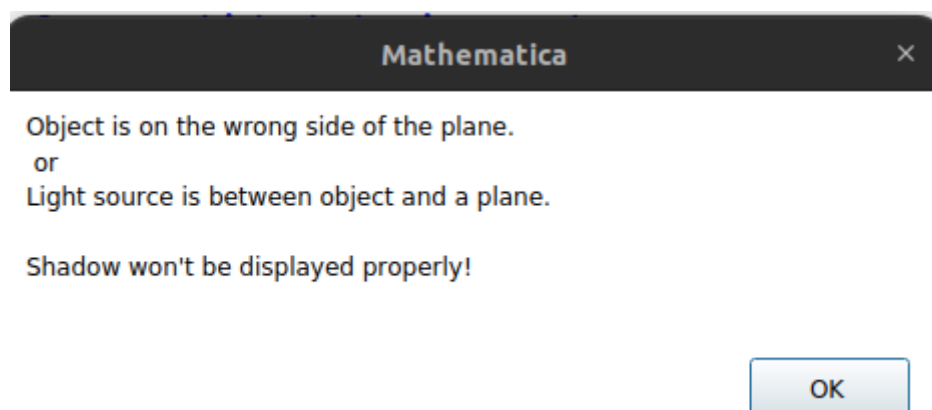 Mathematica
Object is on the wrong side of the plane.
or
Light source is between object and a plane.
Shadow won't be displayed properly!
OK